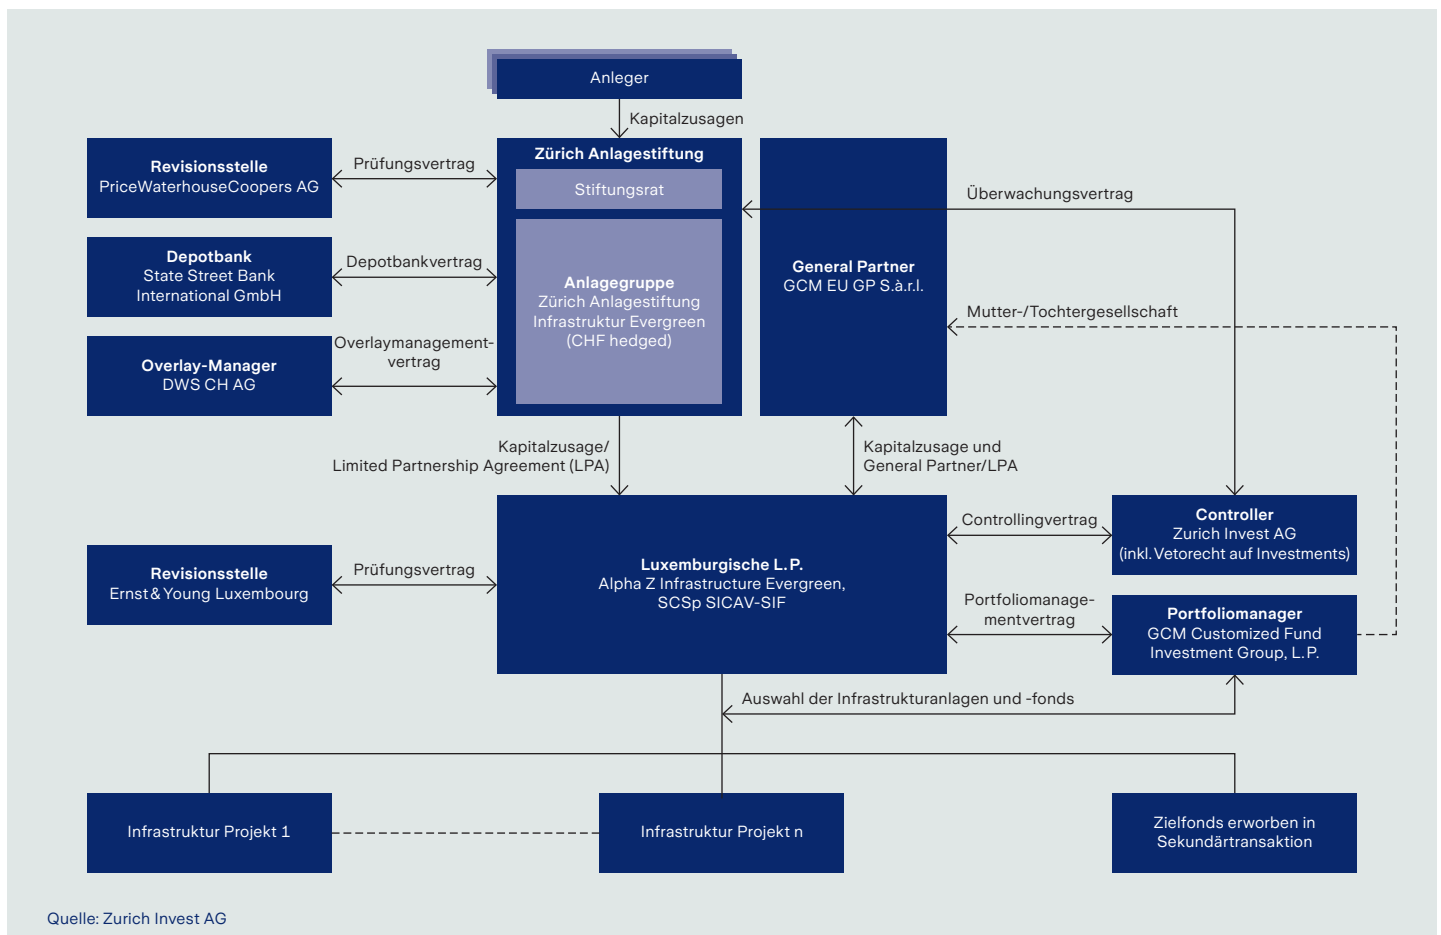 Anleger
Kapitalzusagen
Revisionsstelle
PriceWaterhouseCoopers AG
Prüfungsvertrag
Zürich Anlagestiftung
Stiftungsrat
Überwachungsvertrag
Depotbank
State Street Bank
International GmbH
Depotbankvertrag
Anlagegruppe
Zürich Anlagestiftung
Infrastruktur Evergreen
(CHF hedged)
General Partner
GCM EU GP S.à.r.l.
Mutter-/Tochtergesellschaft
Overlay-Manager
DWS CH AG
Overlaymanagement-
vertrag
Kapitalzusage/
Limited Partnership Agreement (LPA)
Kapitalzusage und
General Partner/LPA
Revisionsstelle
Ernst & Young Luxembourg
Prüfungsvertrag
Luxemburgische L.P.
Alpha Z Infrastructure Evergreen,
SCSp SICAV-SIF
Controllingvertrag
Controller
Zurich Invest AG
(inkl. Vetorecht auf Investments)
Portfoliomanage-
mentvertrag
Portfoliomanager
GCM Customized Fund
Investment Group, L.P.
Auswahl der Infrastrukturanlagen und -fonds
Infrastruktur Projekt 1
Infrastruktur Projekt n
Zielfonds erworben in
Sekundärtransaktion
Quelle: Zurich Invest AG